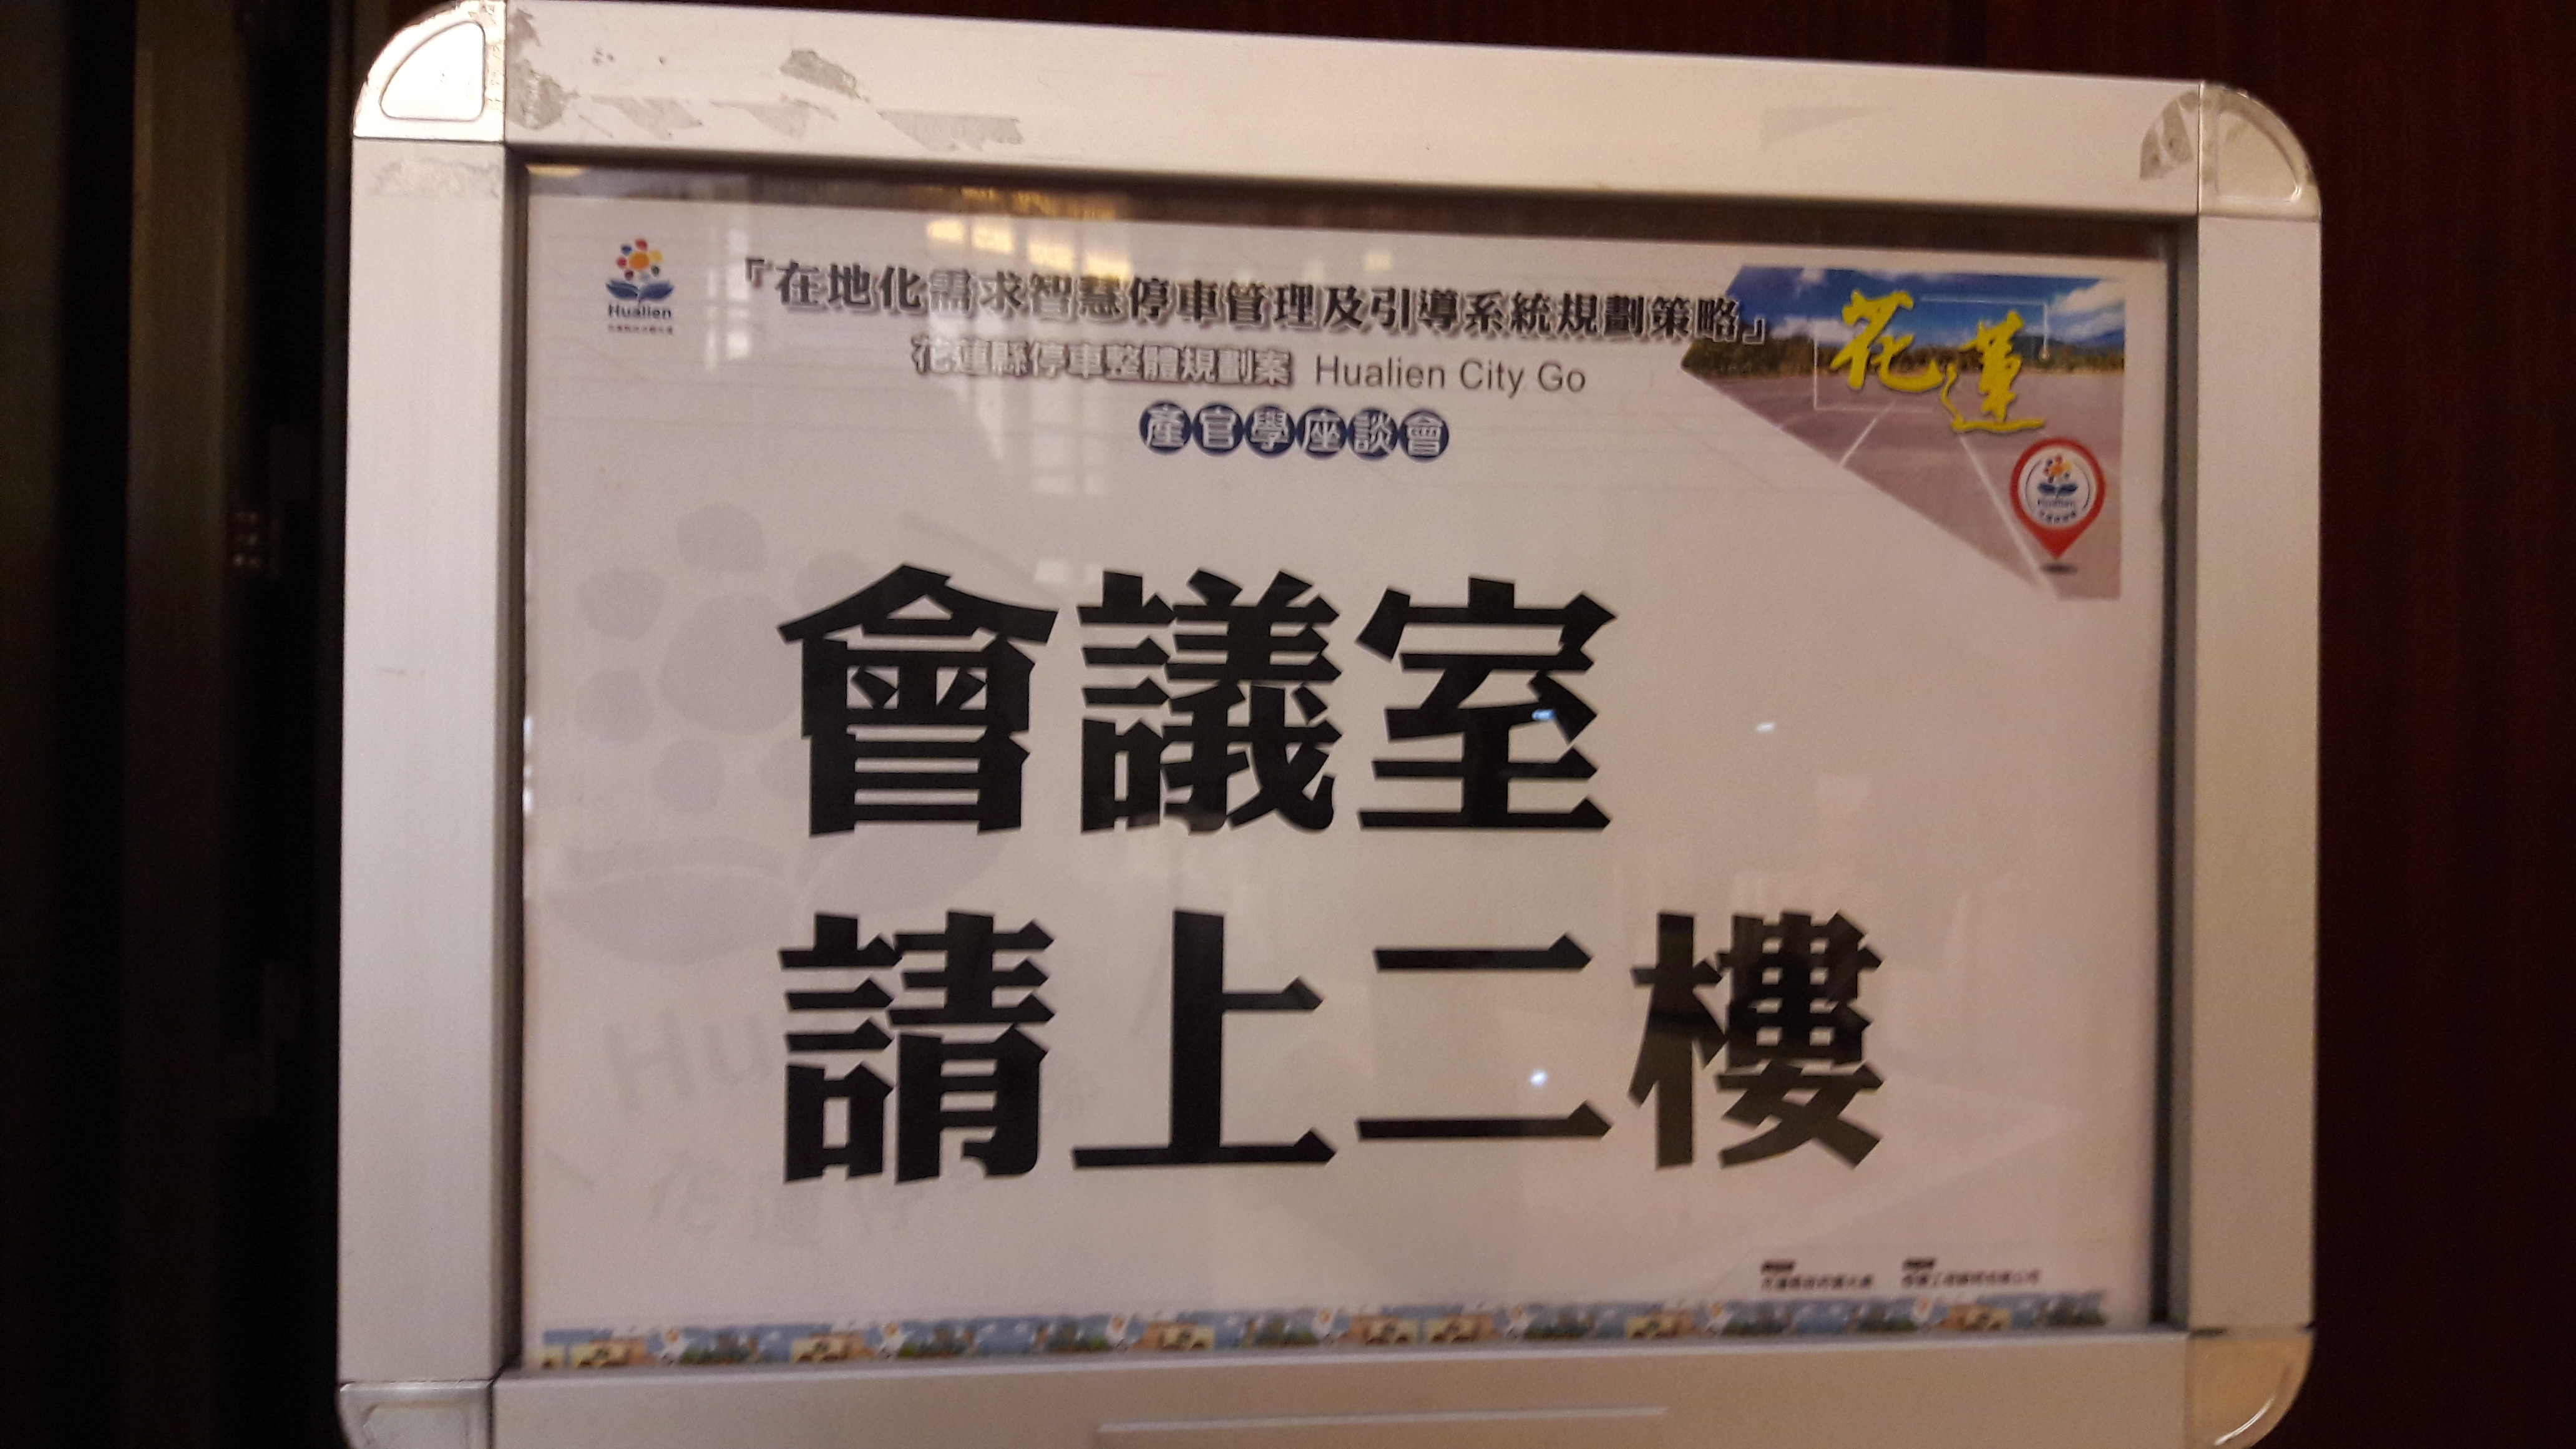 Hualien
『在地化需求智慧停車管理及引導系統規劃策略』
花蓮縣停車整體規劃案 Hualien City Go
產官學座談會
花蓮
會議室
請上二樓